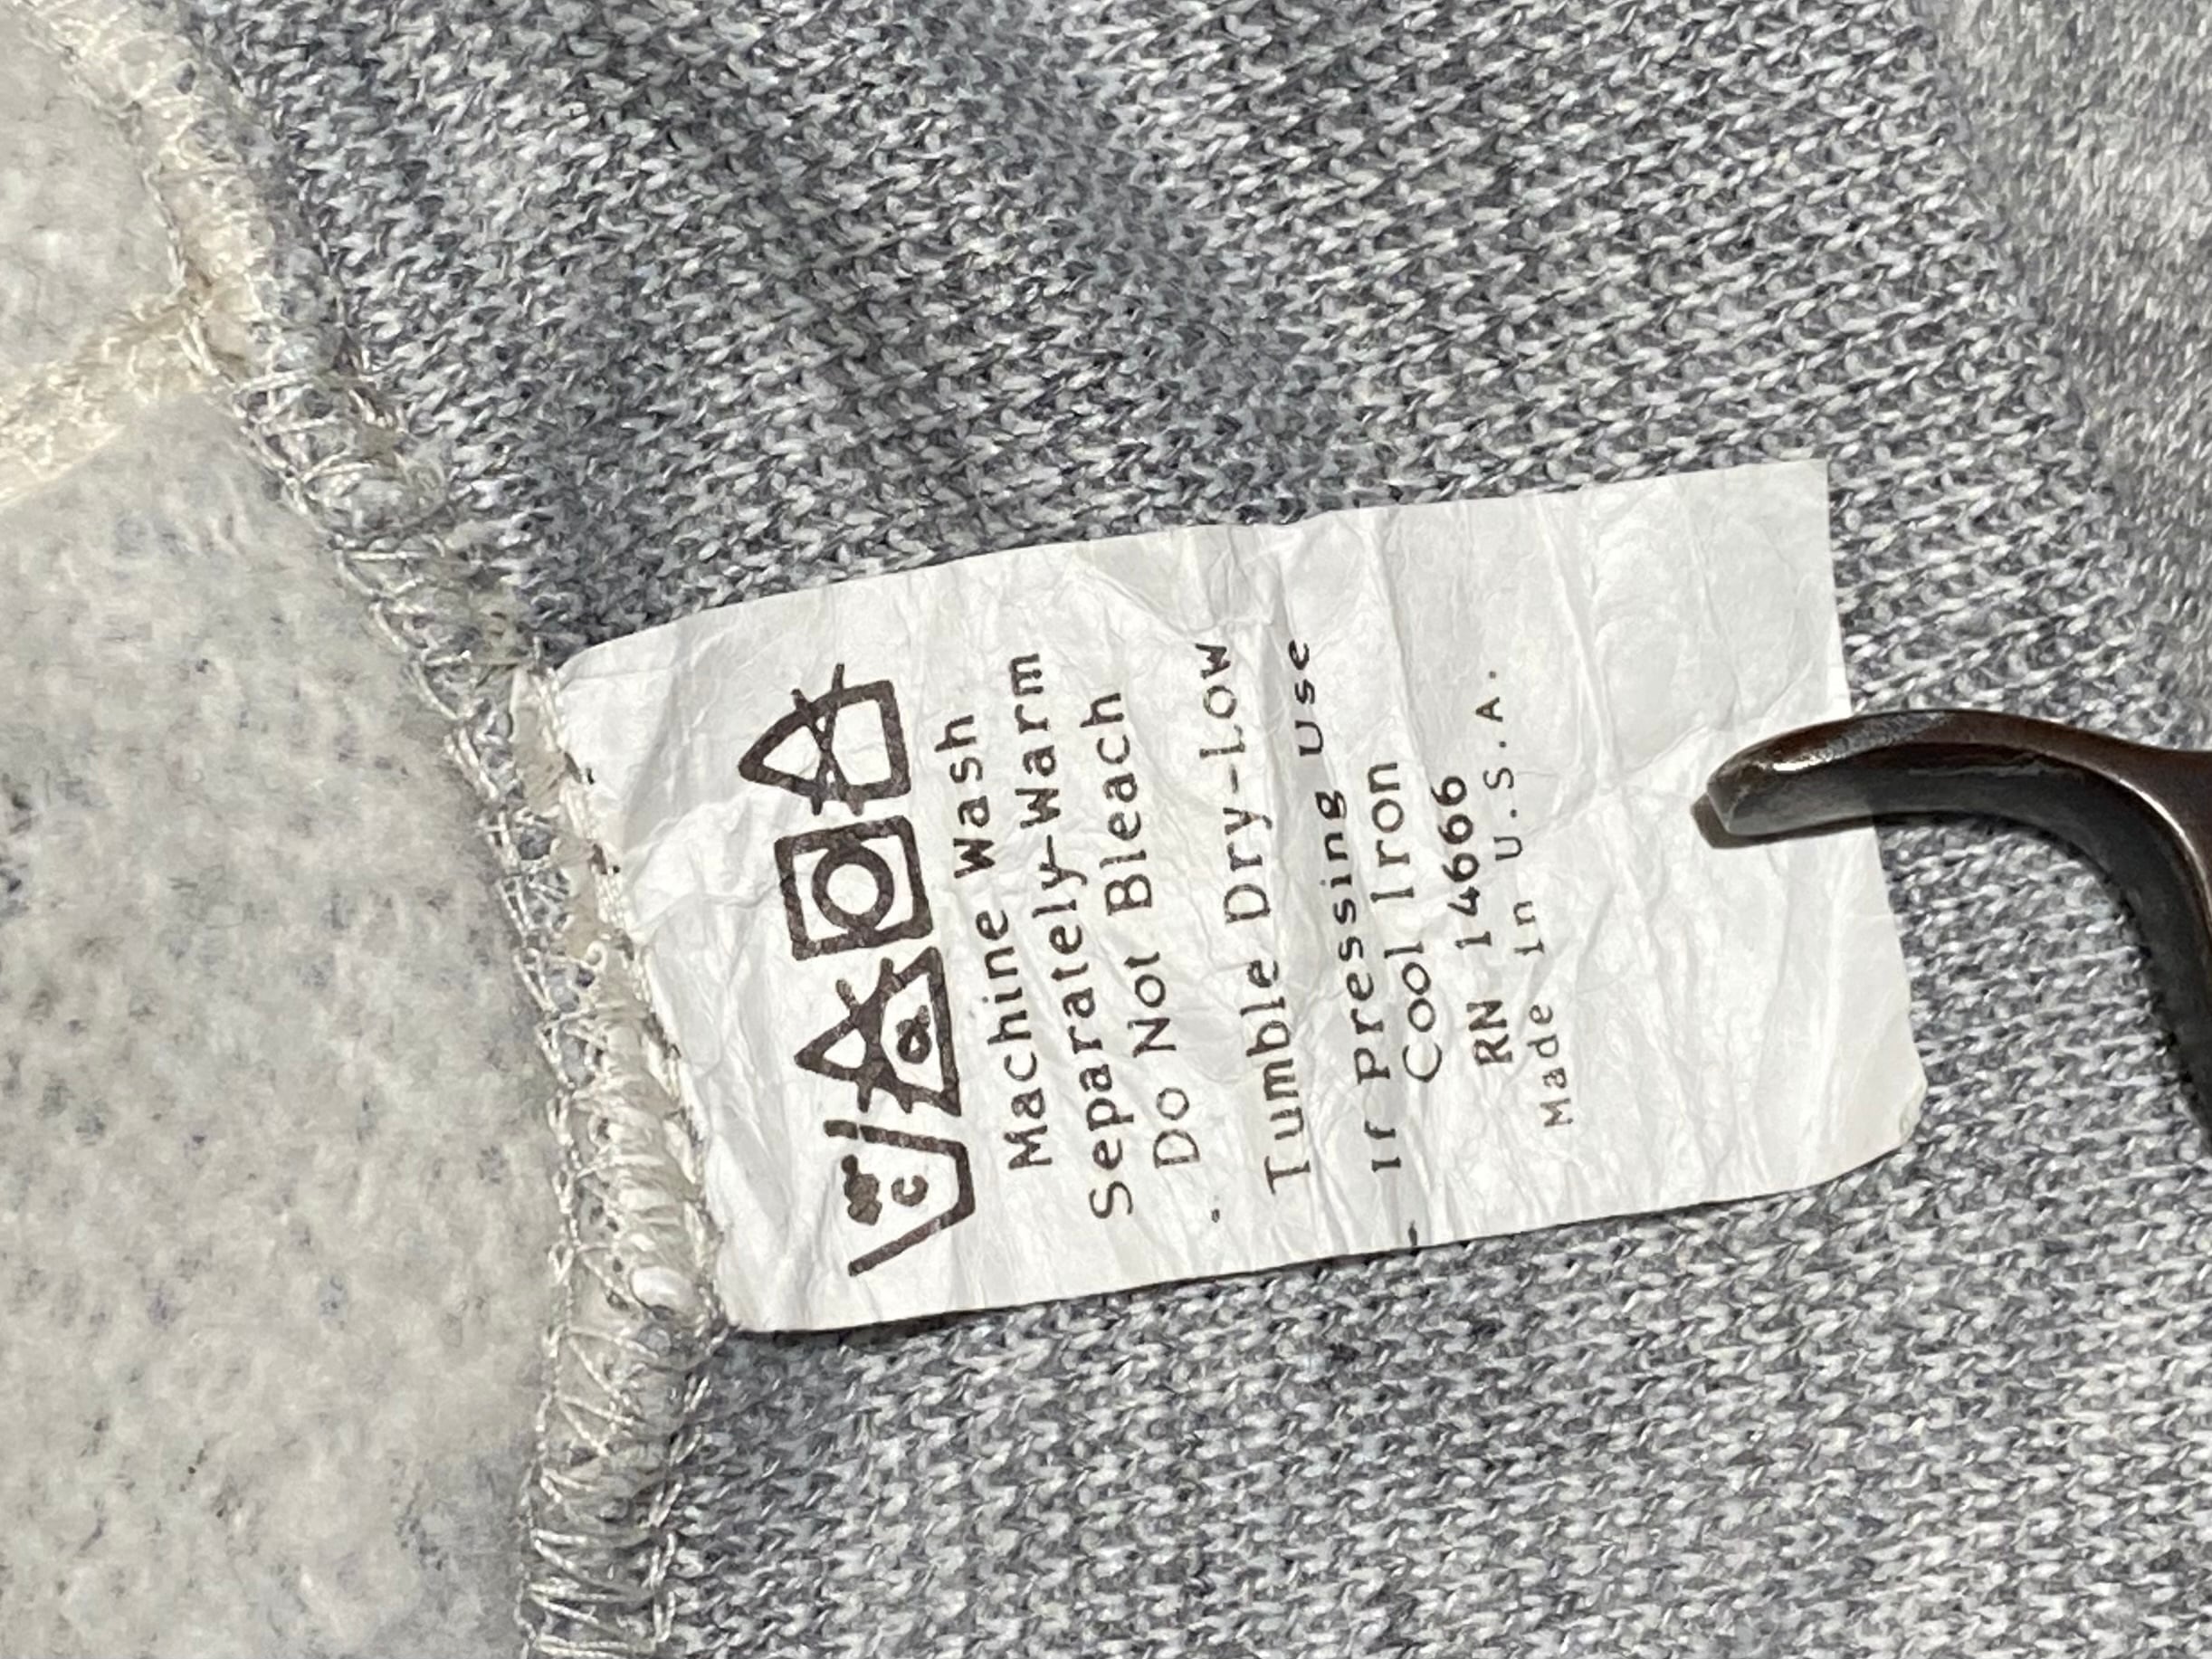 c a
Machine Wash
Separately-Warm
Do Not Bleach
Tumble Dry-Low
If Pressing Use
Cool Iron
RN 14666
Made in U.S.A.